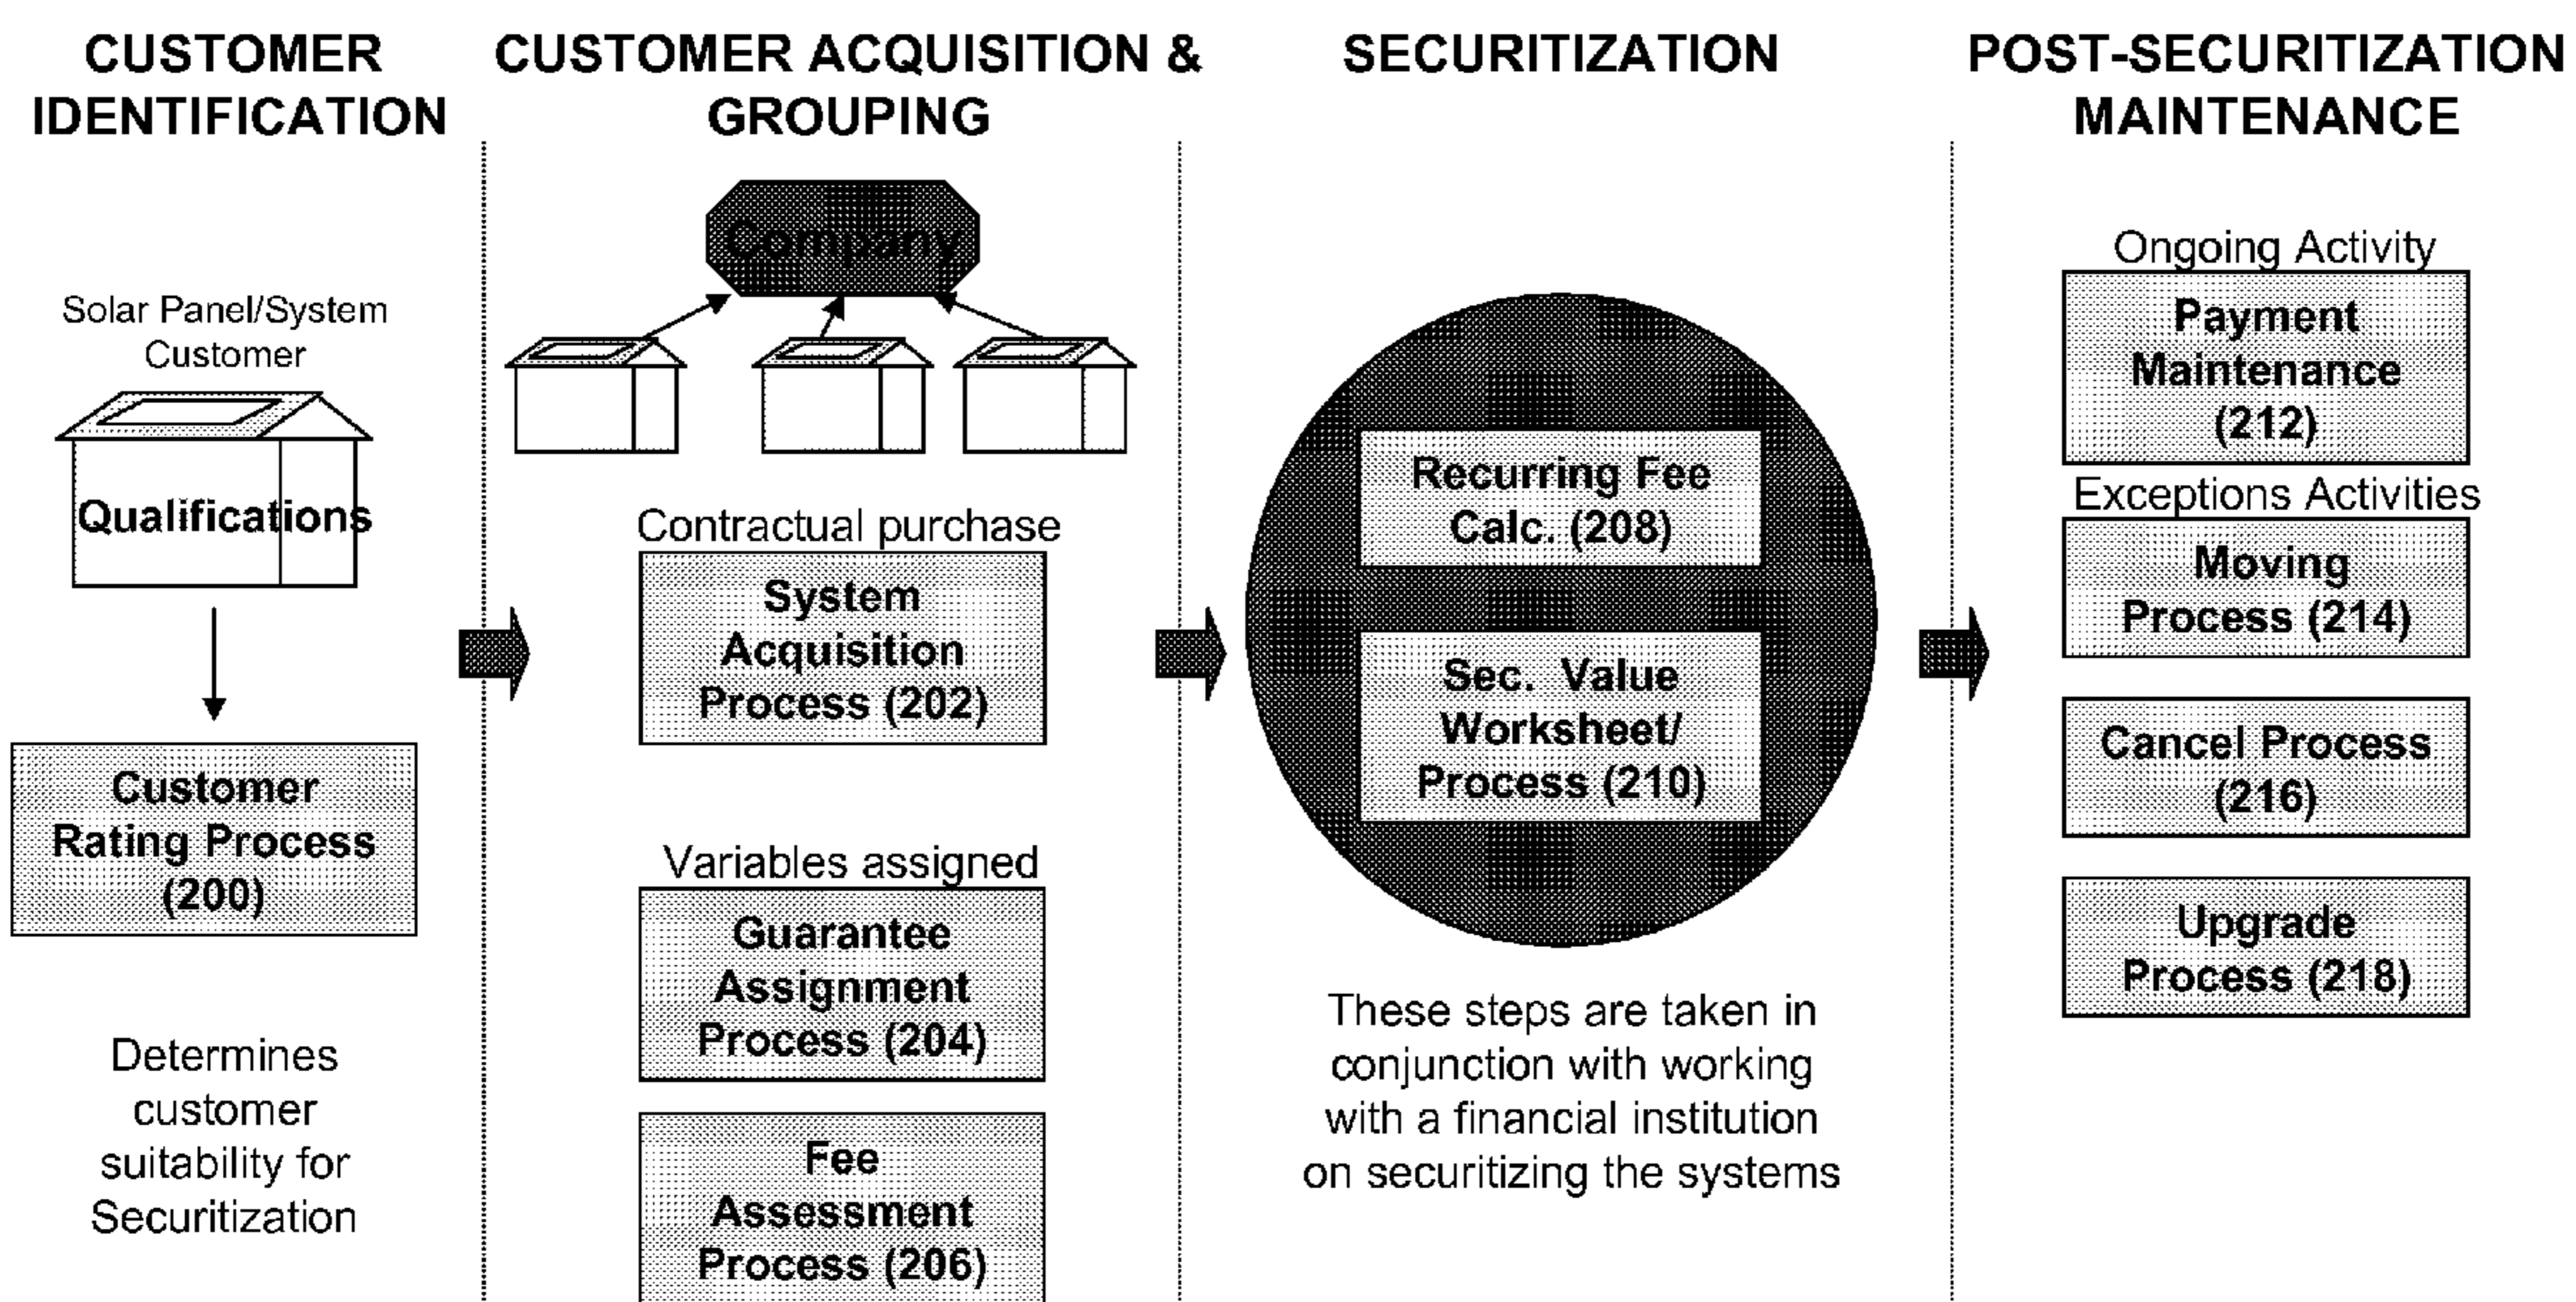 CUSTOMER
IDENTIFICATION
Solar Panel/System
Customer
Qualifications
Customer
Rating Process
(200)
Determines
customer
suitability for
Securitization
CUSTOMER ACQUISITION &
GROUPING
Company
Contractual purchase
System
Acquisition
Process (202)
Variables assigned
Guarantee
Assignment
Process (204)
Fee
Assessment
Process (206)
SECURITIZATION
Recurring Fee
Calc. (208)
Sec. Value
Worksheet/
Process (210)
These steps are taken in
conjunction with working
with a financial institution
on securitizing the systems
POST-SECURITIZATION
MAINTENANCE
Ongoing Activity
Payment
Maintenance
(212)
Exceptions Activities
Moving
Process (214)
Cancel Process
(216)
Upgrade
Process (218)